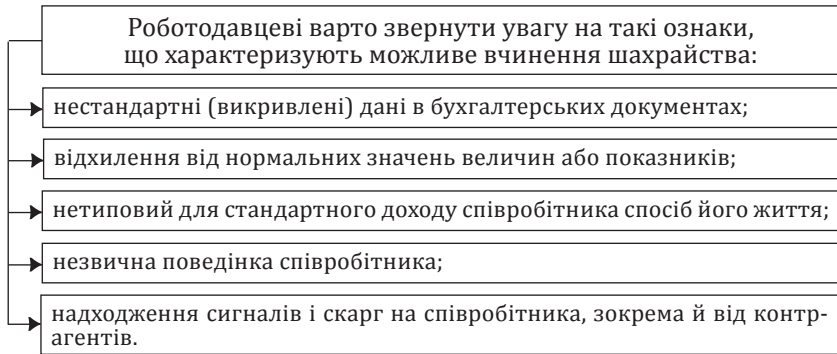 Роботодавцеві варто звернути увагу на такі ознаки,
що характеризують можливе вчинення шахрайства:
нестандартні (викривлені) дані в бухгалтерських документах;
відхилення від нормальних значень величин або показників;
нетиповий для стандартного доходу співробітника спосіб його життя;
незвична поведінка співробітника;
надходження сигналів і скарг на співробітника, зокрема й від контр-
агентів.